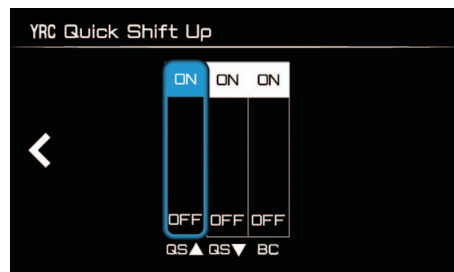 YRC Quick Shift Up
ON ON ON
OFF OFF OFF
QS▲ QS▼ BC